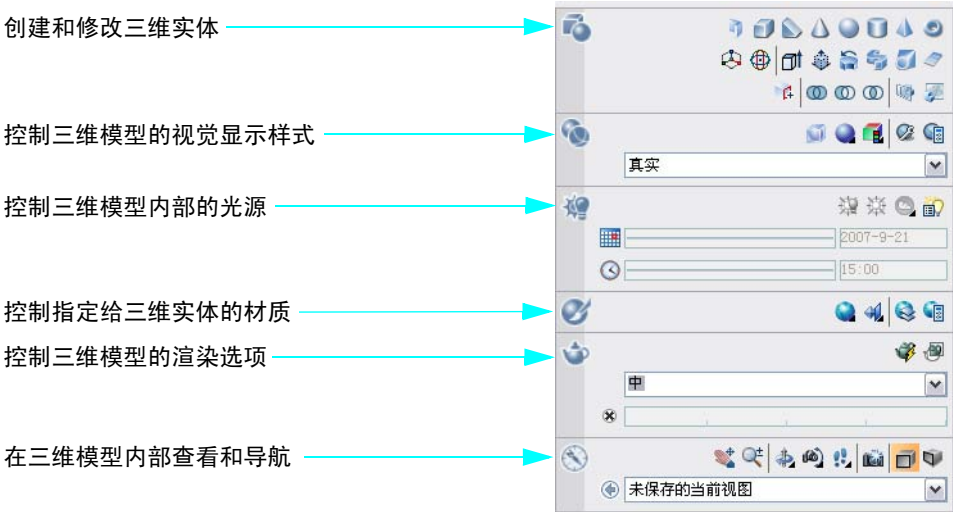 创建和修改三维实体
控制三维模型的视觉显示样式
真实
控制三维模型内部的光源
2007-9-21
15:00
控制指定给三维实体的材质
控制三维模型的渲染选项
中
在三维模型内部查看和导航
未保存的当前视图